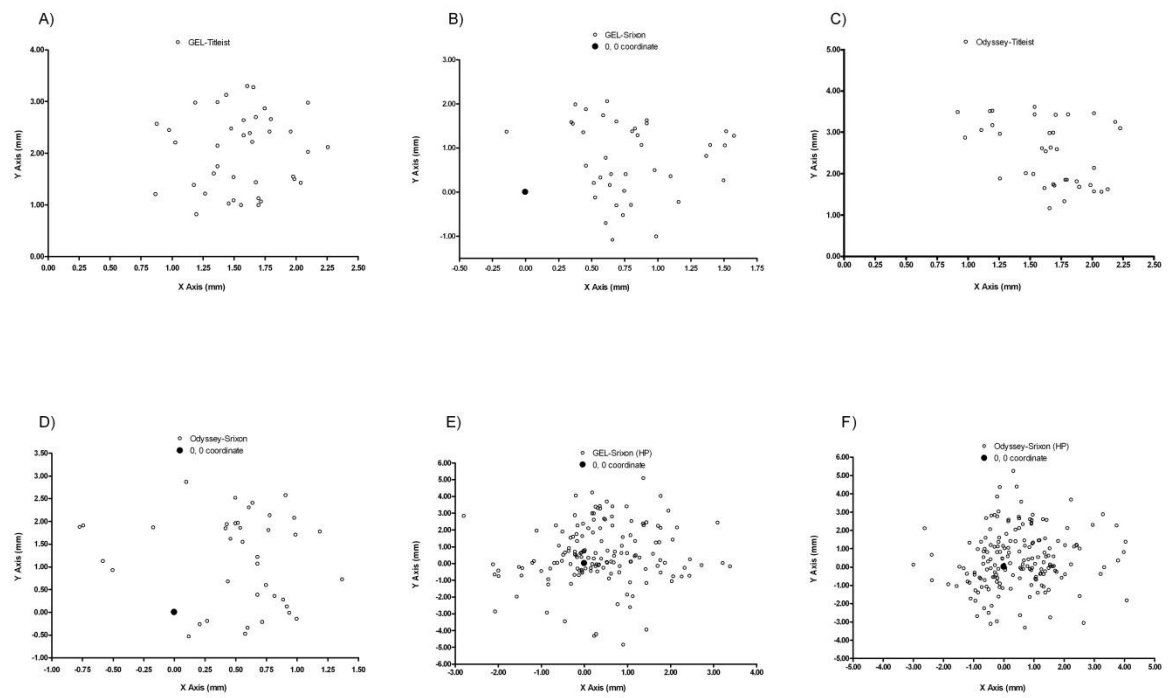 A)
GEL-Titleist
4.00
3.00
2.00
1.00
0.00
Y Axis (mm)
0.00 0.25 0.50 0.75 1.00 1.25 1.50 1.75 2.00 2.25 2.50
X Axis (mm)
B)
GEL-Srixon
0, 0 coordinate
3.00
2.00
1.00
0.00
-1.00
Y Axis (mm)
-0.50 -0.25 0.00 0.25 0.50 0.75 1.00 1.25 1.50 1.75
X Axis (mm)
C)
Odyssey-Titleist
5.00
4.00
3.00
2.00
1.00
0.00
Y Axis (mm)
0.00 0.25 0.50 0.75 1.00 1.25 1.50 1.75 2.00 2.25 2.50
X Axis (mm)
D)
Odyssey-Srixon
0, 0 coordinate
3.50
3.00
2.50
2.00
1.50
1.00
0.50
0.00
-0.50
-1.00
Y Axis (mm)
-1.00 -0.75 -0.50 -0.25 0.00 0.25 0.50 0.75 1.00 1.25 1.50
X Axis (mm)
E)
GEL-Srixon (HP)
0, 0 coordinate
6.00
5.00
4.00
3.00
2.00
1.00
0.00
-1.00
-2.00
-3.00
-4.00
-5.00
-6.00
Y Axis (mm)
-3.00 -2.00 -1.00 0.00 1.00 2.00 3.00 4.00
X Axis (mm)
F)
Odyssey-Srixon (HP)
0, 0 coordinate
6.00
5.00
4.00
3.00
2.00
1.00
0.00
-1.00
-2.00
-3.00
-4.00
-5.00
Y Axis (mm)
-5.00 -4.00 -3.00 -2.00 -1.00 0.00 1.00 2.00 3.00 4.00 5.00
X Axis (mm)